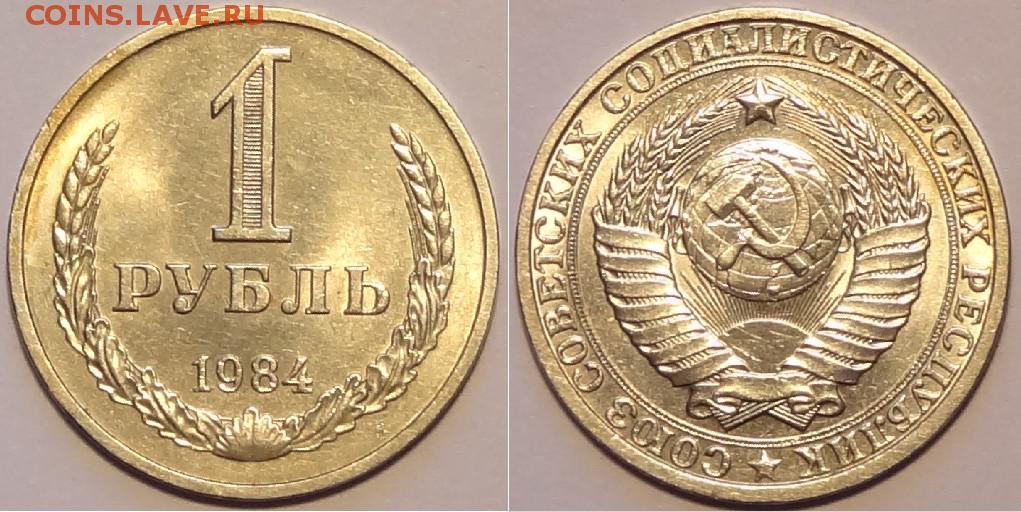 COINS.LAVE.RU
1
РУБЛЬ
1984
СОЮЗ СОВЕТСКИХ СОЦИАЛИСТИЧЕСКИХ РЕСПУБЛИК